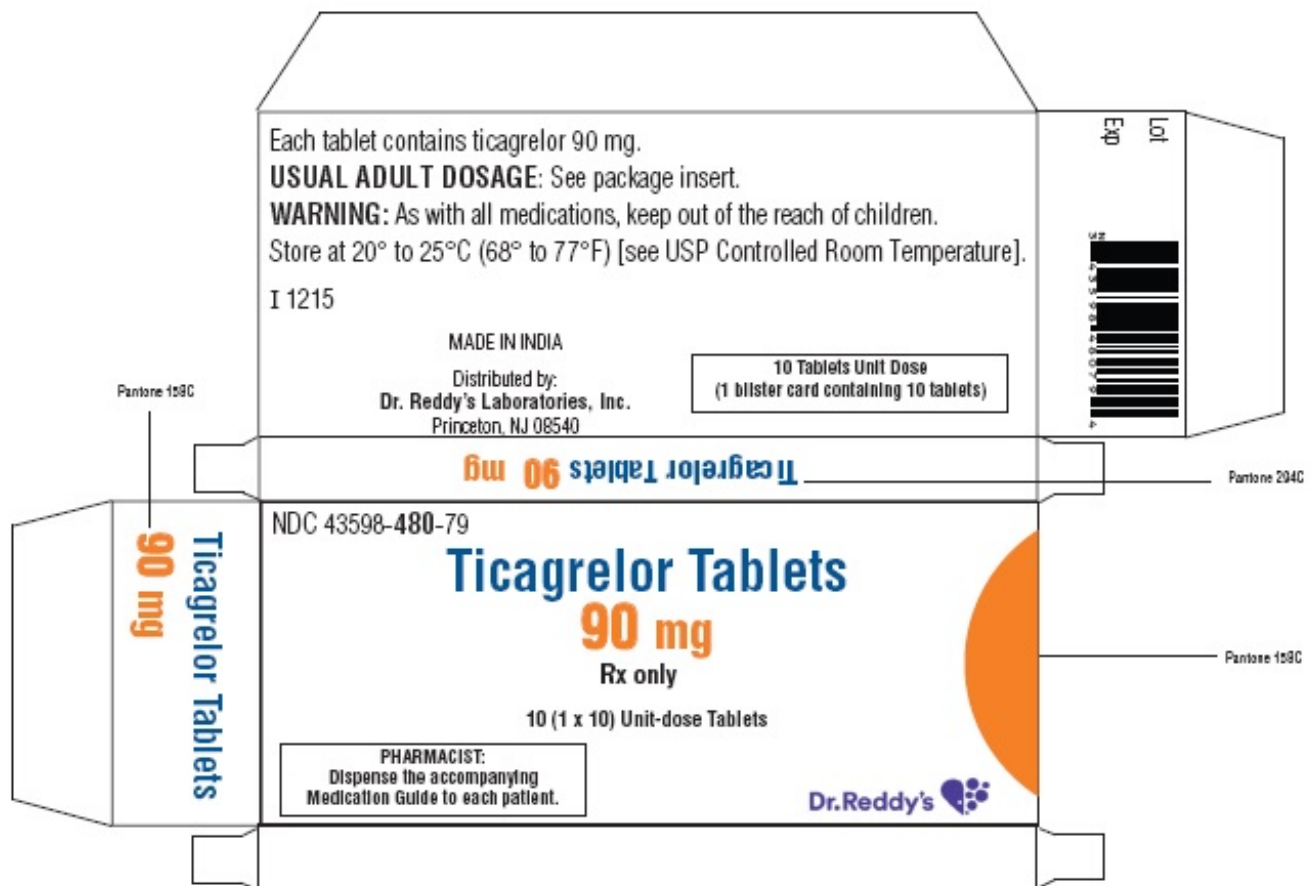 Each tablet contains ticagrelor 90 mg.
USUAL ADULT DOSAGE: See package insert.
WARNING: As with all medications, keep out of the reach of children.
Store at 20° to 25°C (68° to 77°F) [see USP Controlled Room Temperature].
I 1215
MADE IN INDIA
Distributed by:
Dr. Reddy's Laboratories, Inc.
Princeton, NJ 08540
10 Tablets Unit Dose
(1 blister card containing 10 tablets)
Lot
Exp
N
3 43598 48079 4
Pantone 158C
Ticagrelor Tablets 90 mg
Pantone 294C
Ticagrelor Tablets
90 mg
NDC 43598-480-79
Ticagrelor Tablets
90 mg
Rx only
10 (1 x 10) Unit-dose Tablets
PHARMACIST:
Dispense the accompanying
Medication Guide to each patient.
Dr.Reddy's
Pantone 158C